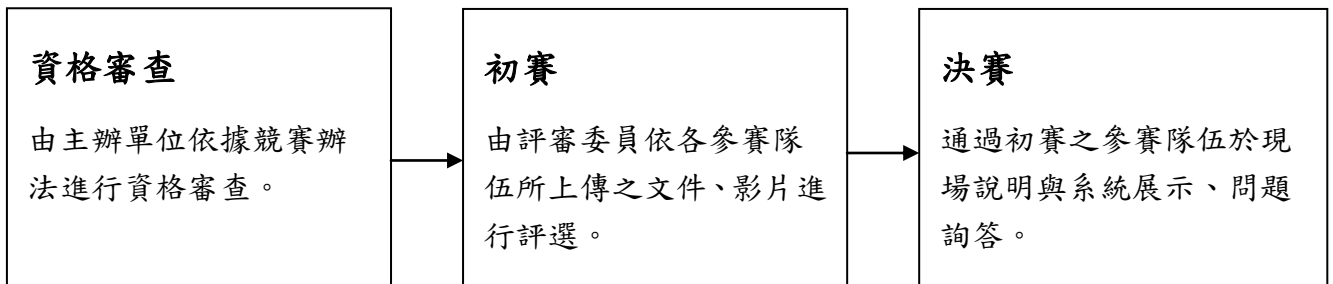 資格審查
由主辦單位依據競賽辦
法進行資格審查。
初賽
由評審委員依各參賽隊
伍所上傳之文件、影片進
行評選。
決賽
通過初賽之參賽隊伍於現
場說明與系統展示、問題
詢答。